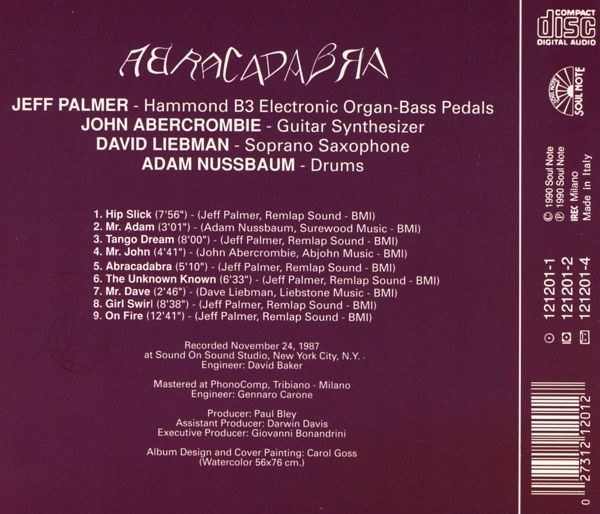 ABRACADABRA
JEFF PALMER - Hammond B3 Electronic Organ-Bass Pedals
JOHN ABERCROMBIE - Guitar Synthesizer
DAVID LIEBMAN - Soprano Saxophone
ADAM NUSSBAUM - Drums
1. Hip Slick (7'56") - (Jeff Palmer, Remlap Sound - BMI)
2. Mr. Adam (3'01") - (Adam Nussbaum, Surewood Music - BMI)
3. Tango Dream (8'00") - (Jeff Palmer, Remlap Sound - BMI)
4. Mr. John (4'41") - (John Abercrombie, Abjohn Music - BMI)
5. Abracadabra (5'10") - (Jeff Palmer, Remlap Sound - BMI)
6. The Unknown Known (6'33") - (Jeff Palmer, Remlap Sound - BMI)
7. Mr. Dave (2'46") - (Dave Liebman, Liebstone Music - BMI)
8. Girl Swirl (8'38") - (Jeff Palmer, Remlap Sound - BMI)
9. On Fire (12'41") - (Jeff Palmer, Remlap Sound - BMI)
Recorded November 24, 1987
at Sound On Sound Studio, New York City, N.Y. -
Engineer: David Baker
Mastered at PhonoComp, Tribiano - Milano
Engineer: Gennaro Carone
Producer: Paul Bley
Assistant Producer: Darwin Davis
Executive Producer: Giovanni Bonandrini
Album Design and Cover Painting: Carol Goss
(Watercolor 56x76 cm.)
COMPACT
disc
DIGITAL AUDIO
SOUL NOTE
© 1990 Soul Note
℗ 1990 Soul Note
IREC Milano
Made in Italy
121201-1
121201-2
121201-4
0 27312 12012